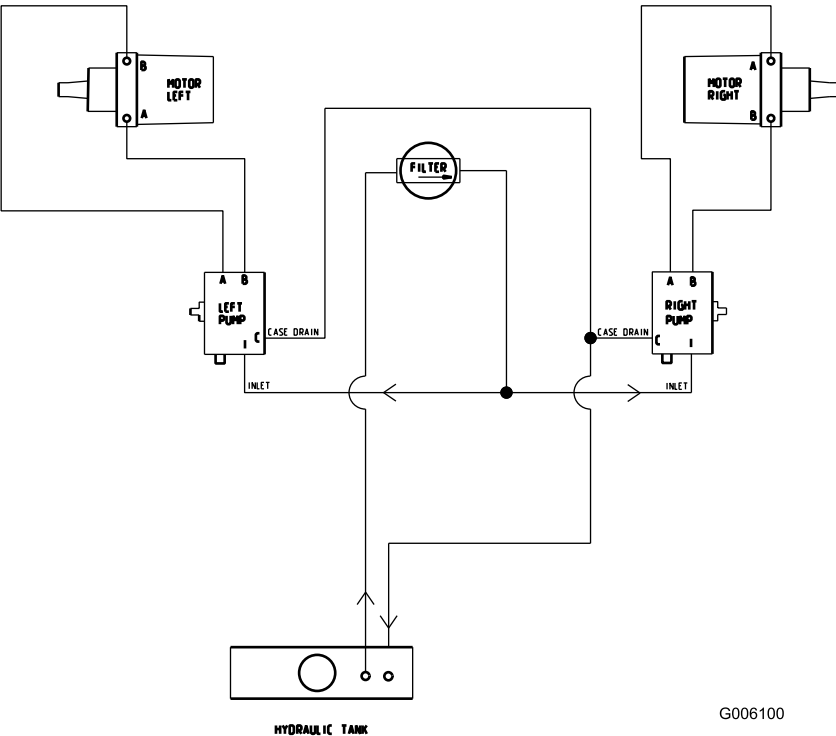 B
MOTOR
LEFT
A
A
MOTOR
RIGHT
B
FILTER
A B
LEFT
PUMP
C
I
CASE DRAIN
INLET
A B
RIGHT
PUMP
CASE DRAIN
C
I
INLET
HYDRAULIC TANK
G006100